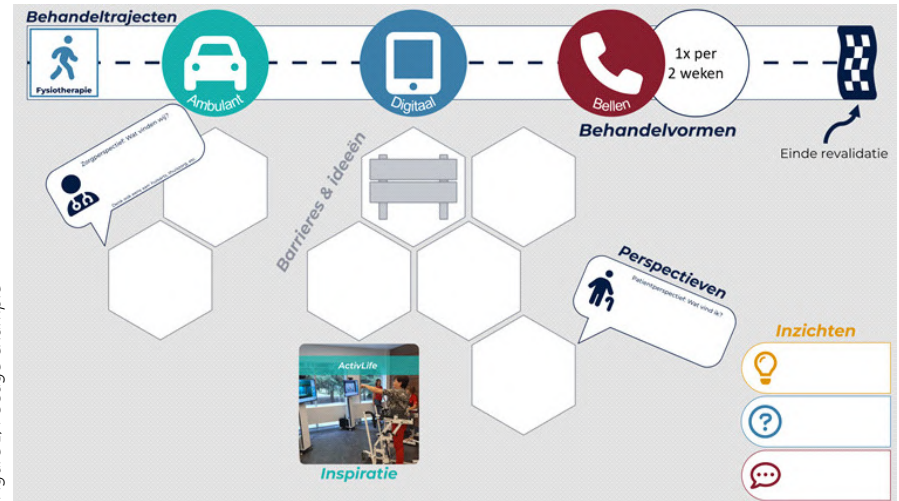 Behandeltrajecten
Fysiotherapie
Ambulant
Digitaal
Bellen
1x per
2 weken
Behandelvormen
Einde revalidatie
Zorgperspectief: Wat vinden wij?
Barrieres & ideeën
Perspectieven
Patientperspectief: Wat vind ik?
Inzichten
ActivLife
Inspiratie